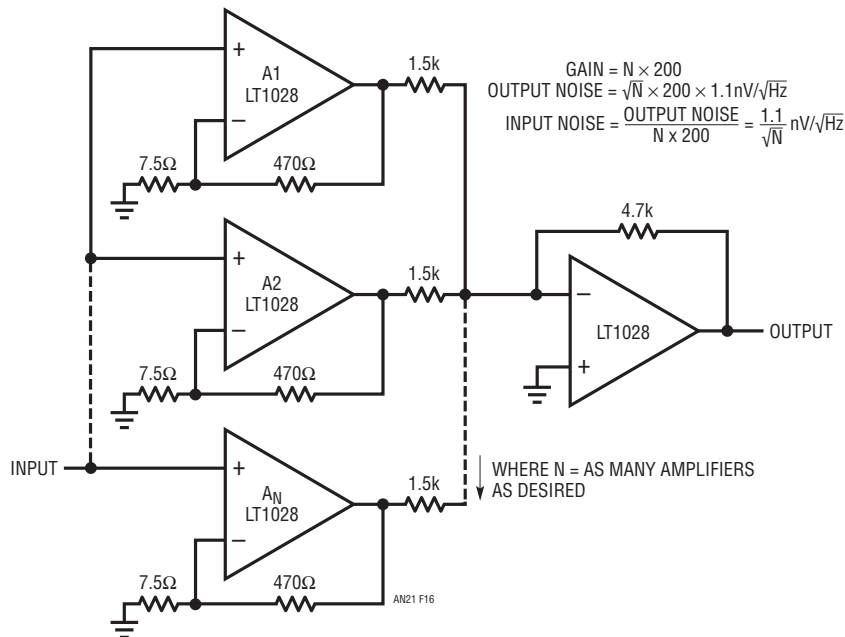 +
A1
LT1028
−
1.5k
7.5Ω
470Ω
GAIN = N × 200
OUTPUT NOISE = √N × 200 × 1.1nV/√Hz
INPUT NOISE = OUTPUT NOISE / N x 200 = 1.1 / √N nV/√Hz
+
A2
LT1028
−
1.5k
7.5Ω
470Ω
4.7k
−
LT1028
+
OUTPUT
INPUT
+
AN
LT1028
−
1.5k
7.5Ω
470Ω
WHERE N = AS MANY AMPLIFIERS
AS DESIRED
AN21 F16